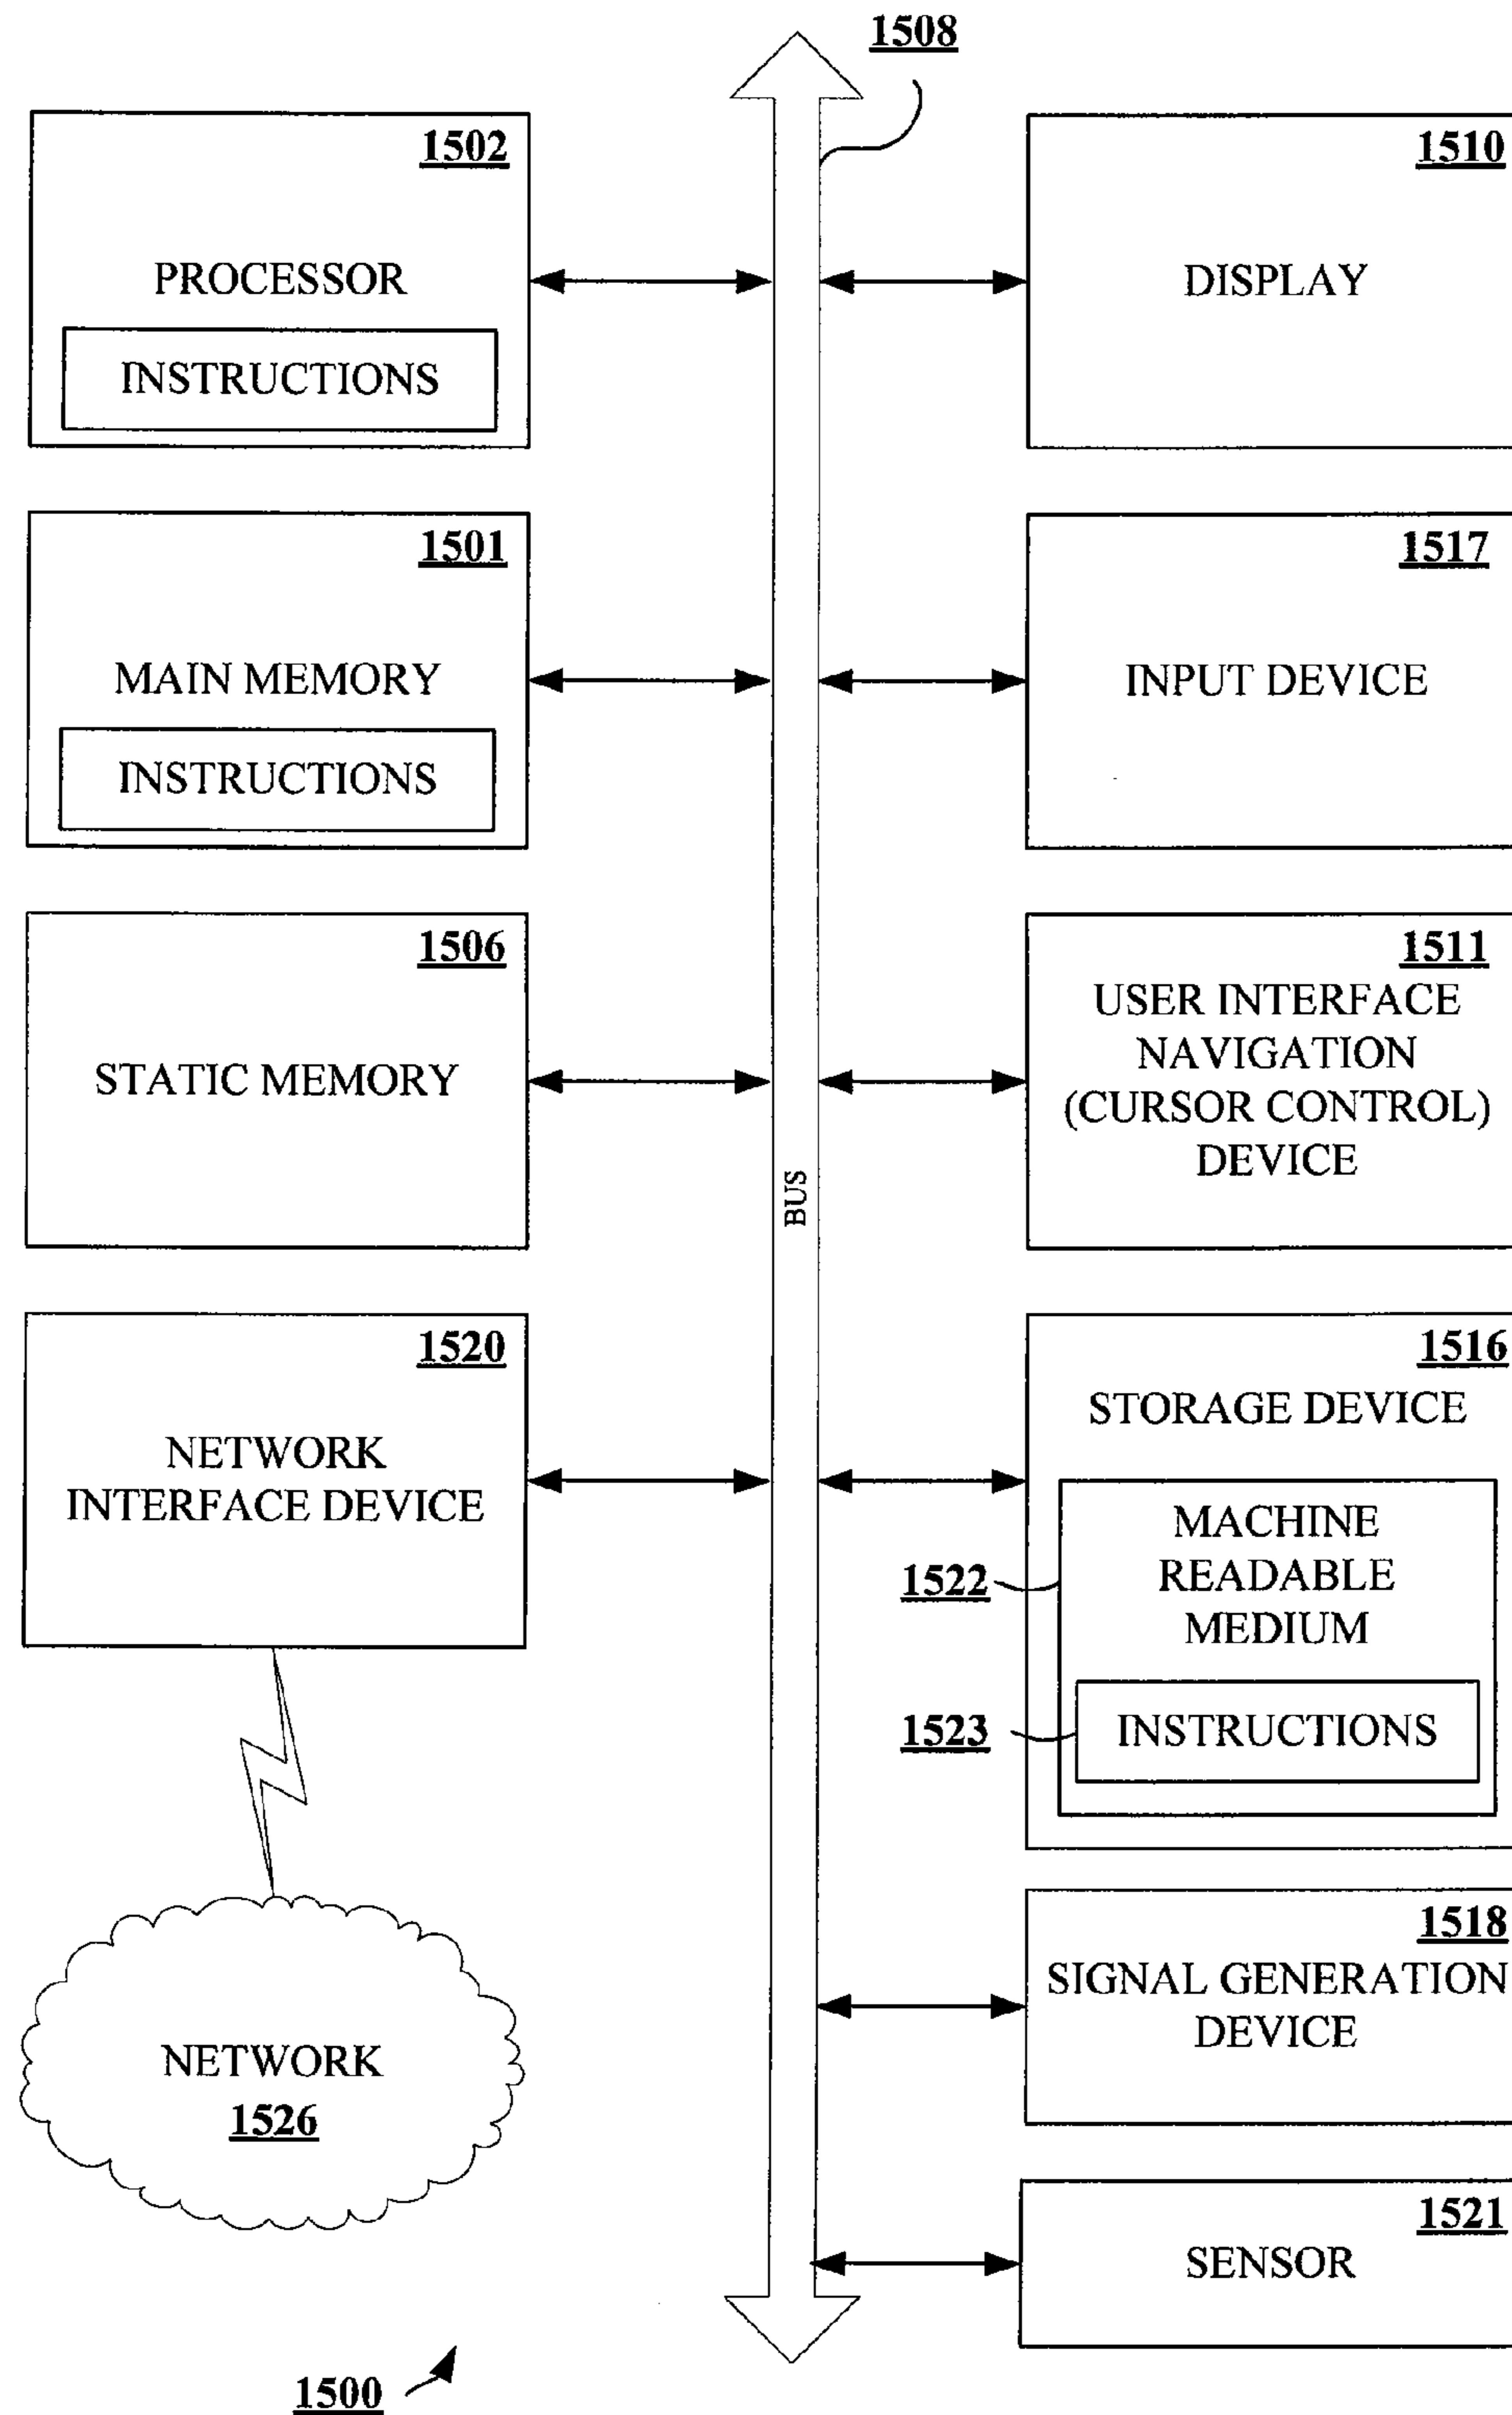 1508
1502
PROCESSOR
INSTRUCTIONS
1510
DISPLAY
1501
MAIN MEMORY
INSTRUCTIONS
1517
INPUT DEVICE
1506
STATIC MEMORY
1511
USER INTERFACE
NAVIGATION
(CURSOR CONTROL)
DEVICE
BUS
1520
NETWORK
INTERFACE DEVICE
1516
STORAGE DEVICE
MACHINE
READABLE
MEDIUM
1522
1523
INSTRUCTIONS
1518
SIGNAL GENERATION
DEVICE
NETWORK
1526
1521
SENSOR
1500